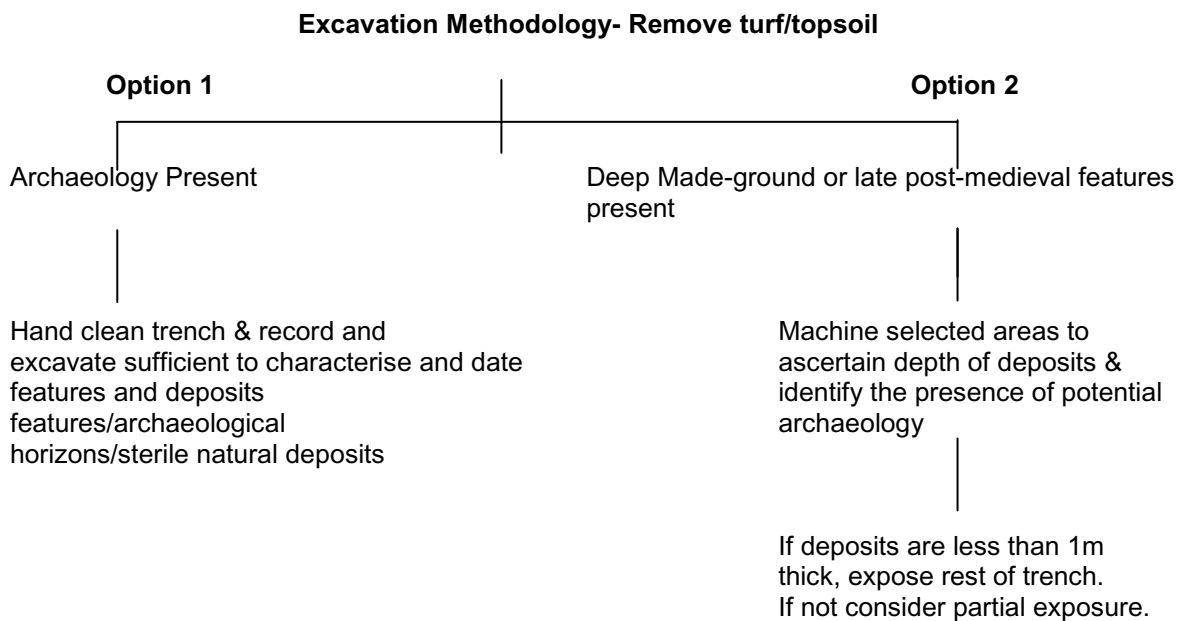 Excavation Methodology- Remove turf/topsoil
Option 1
Option 2
Archaeology Present
Deep Made-ground or late post-medieval features
present
Hand clean trench & record and
excavate sufficient to characterise and date
features and deposits
features/archaeological
horizons/sterile natural deposits
Machine selected areas to
ascertain depth of deposits &
identify the presence of potential
archaeology
If deposits are less than 1m
thick, expose rest of trench.
If not consider partial exposure.